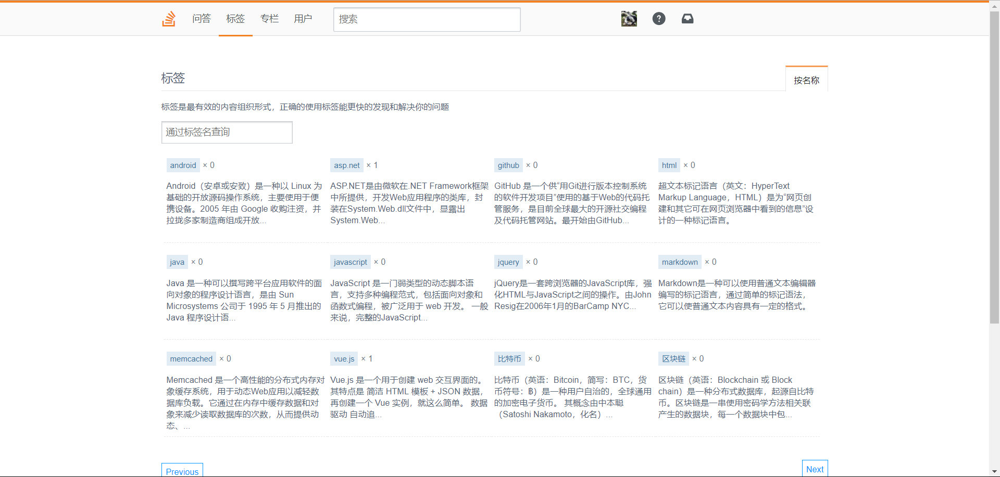 问答 标签 专栏 用户 搜索
标签
按名称
标签是最有效的内容组织形式，正确的使用标签能更快的发现和解决你的问题
通过标签名查询
android × 0
Android（安卓或安致）是一种以 Linux 为
基础的开放源码操作系统，主要使用于便
携设备。2005 年由 Google 收购注资，并
拉拢多家制造商组成开放...
asp.net × 1
ASP.NET是由微软在.NET Framework框架
中所提供，开发Web应用程序的类库，封
装在System.Web.dll文件中，显露出
System.Web...
github × 0
GitHub 是一个供“用Git进行版本控制系统
的软件开发项目”使用的基于Web的代码托
管服务，是目前全球最大的开源社交编程
及代码托管网站。最开始由GitHub...
html × 0
超文本标记语言（英文：HyperText
Markup Language，HTML）是为“网页创
建和其它可在网页浏览器中看到的信息”设
计的一种标记语言。
java × 0
Java 是一种可以撰写跨平台应用软件的面
向对象的程序设计语言，是由 Sun
Microsystems 公司于 1995 年 5 月推出的
Java 程序设计语...
javascript × 0
JavaScript 是一门弱类型的动态脚本语
言，支持多种编程范式，包括面向对象和
函数式编程，被广泛用于 web 开发。 一般
来说，完整的JavaScript...
jquery × 0
jQuery是一套跨浏览器的JavaScript库，强
化HTML与JavaScript之间的操作。由John
Resig在2006年1月的BarCamp NYC...
markdown × 0
Markdown是一种可以使用普通文本编辑器
编写的标记语言，通过简单的标记语法，
它可以使普通文本内容具有一定的格式。
memcached × 0
Memcached 是一个高性能的分布式内存对
象缓存系统，用于动态Web应用以减轻数
据库负载。它通过在内存中缓存数据和对
象来减少读取数据库的次数，从而提供动
态、...
vue.js × 1
Vue.js 是一个用于创建 web 交互界面的。
其特点是 简洁 HTML 模板 + JSON 数据，
再创建一个 Vue 实例，就这么简单。 数据
驱动 自动追...
比特币 × 0
比特币（英语：Bitcoin，简写：BTC，货
币符号：฿）是一种用户自治的，全球通用
的加密电子货币。 其概念由中本聪
（Satoshi Nakamoto，化名）...
区块链 × 0
区块链（英语：Blockchain 或 Block
chain）是一种分布式数据库，起源自比特
币。区块链是一串使用密码学方法相关联
产生的数据块，每一个数据块中包...
Previous
Next